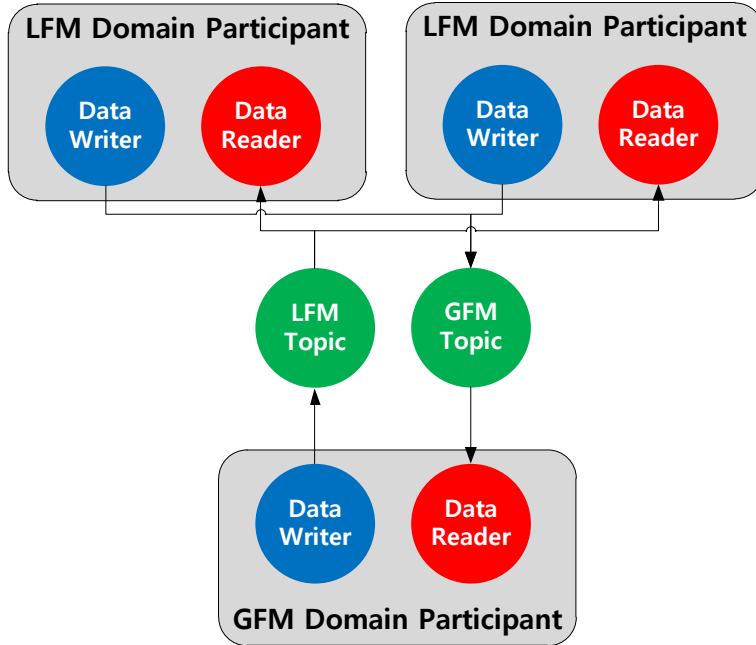 LFM Domain Participant
Data
Writer
Data
Reader
LFM Domain Participant
Data
Writer
Data
Reader
LFM
Topic
GFM
Topic
Data
Writer
Data
Reader
GFM Domain Participant